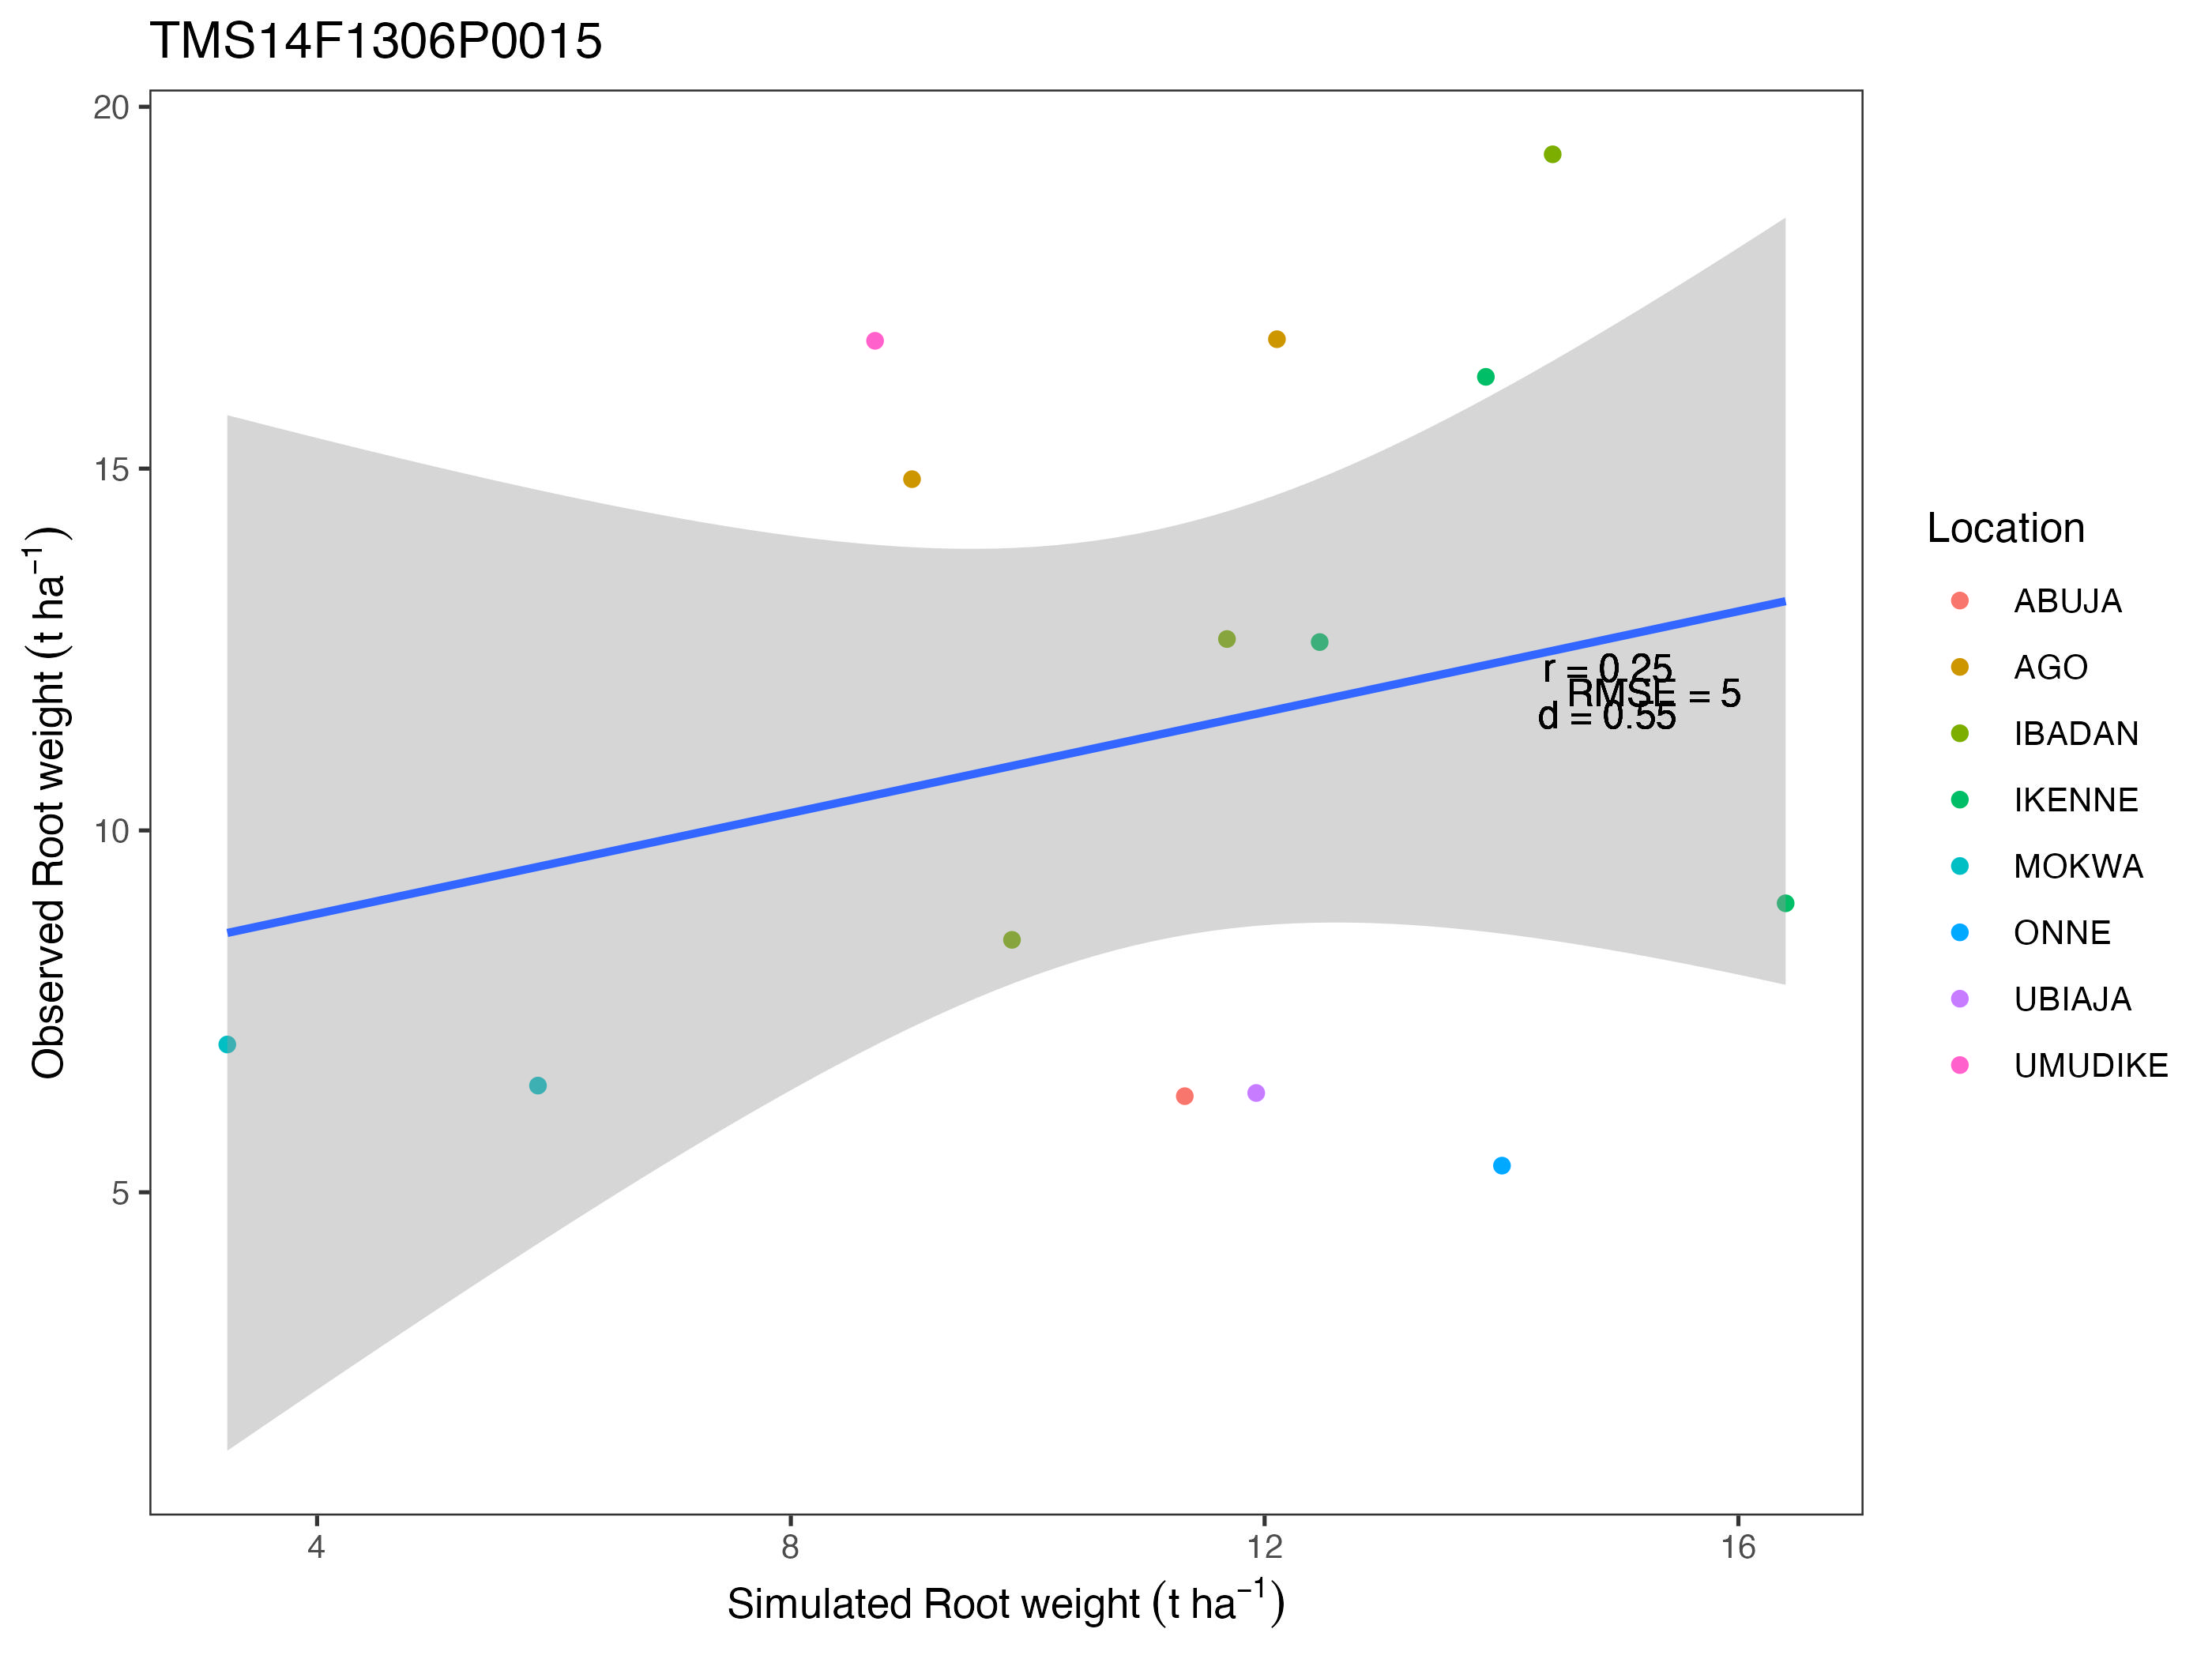 TMS14F1306P0015
20
15
10
5
Observed Root weight (t ha⁻¹)
r = 0.25
RMSE = 5
d = 0.55
4 8 12 16
Simulated Root weight (t ha⁻¹)
Location
ABUJA
AGO
IBADAN
IKENNE
MOKWA
ONNE
UBIAJA
UMUDIKE